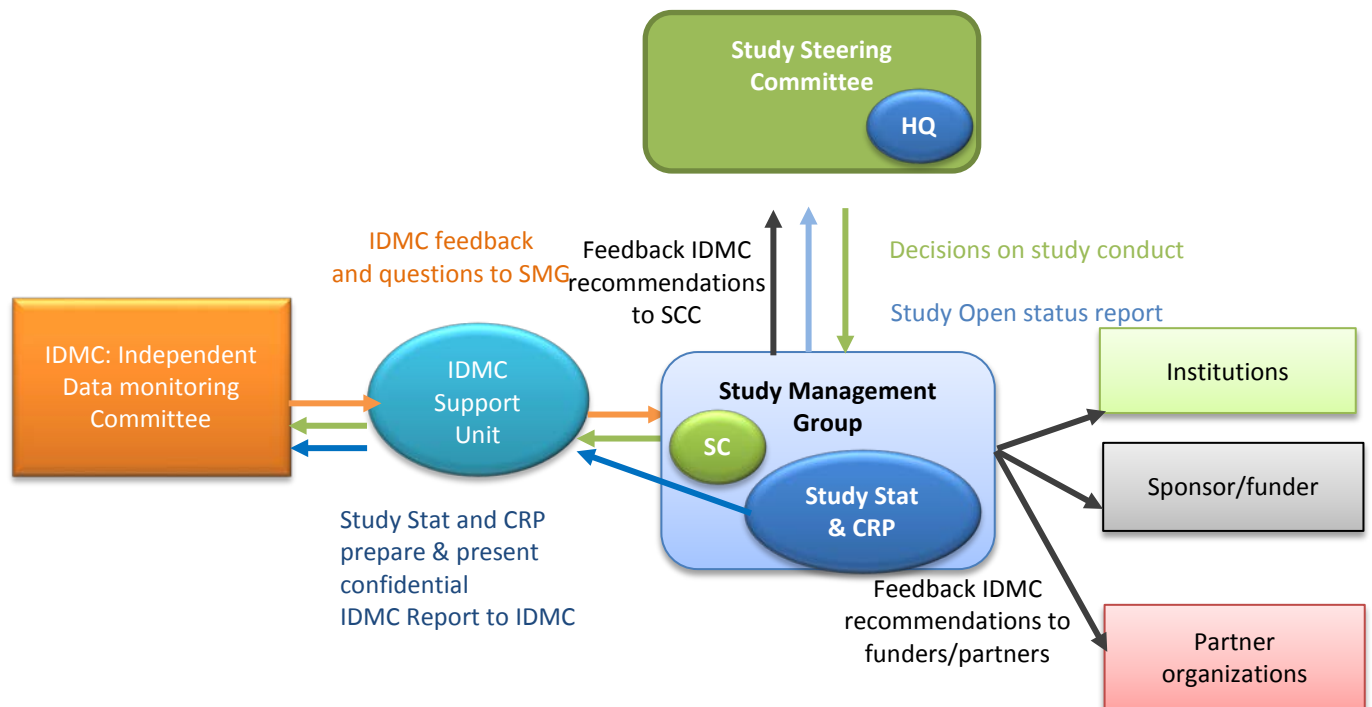 Study Steering
Committee
HQ
IDMC feedback
and questions to SMG
Feedback IDMC
recommendations
to SCC
Decisions on study conduct
Study Open status report
IDMC: Independent
Data monitoring
Committee
IDMC
Support
Unit
Study Management
Group
SC
Study Stat
& CRP
Institutions
Sponsor/funder
Partner
organizations
Study Stat and CRP
prepare & present
confidential
IDMC Report to IDMC
Feedback IDMC
recommendations to
funders/partners